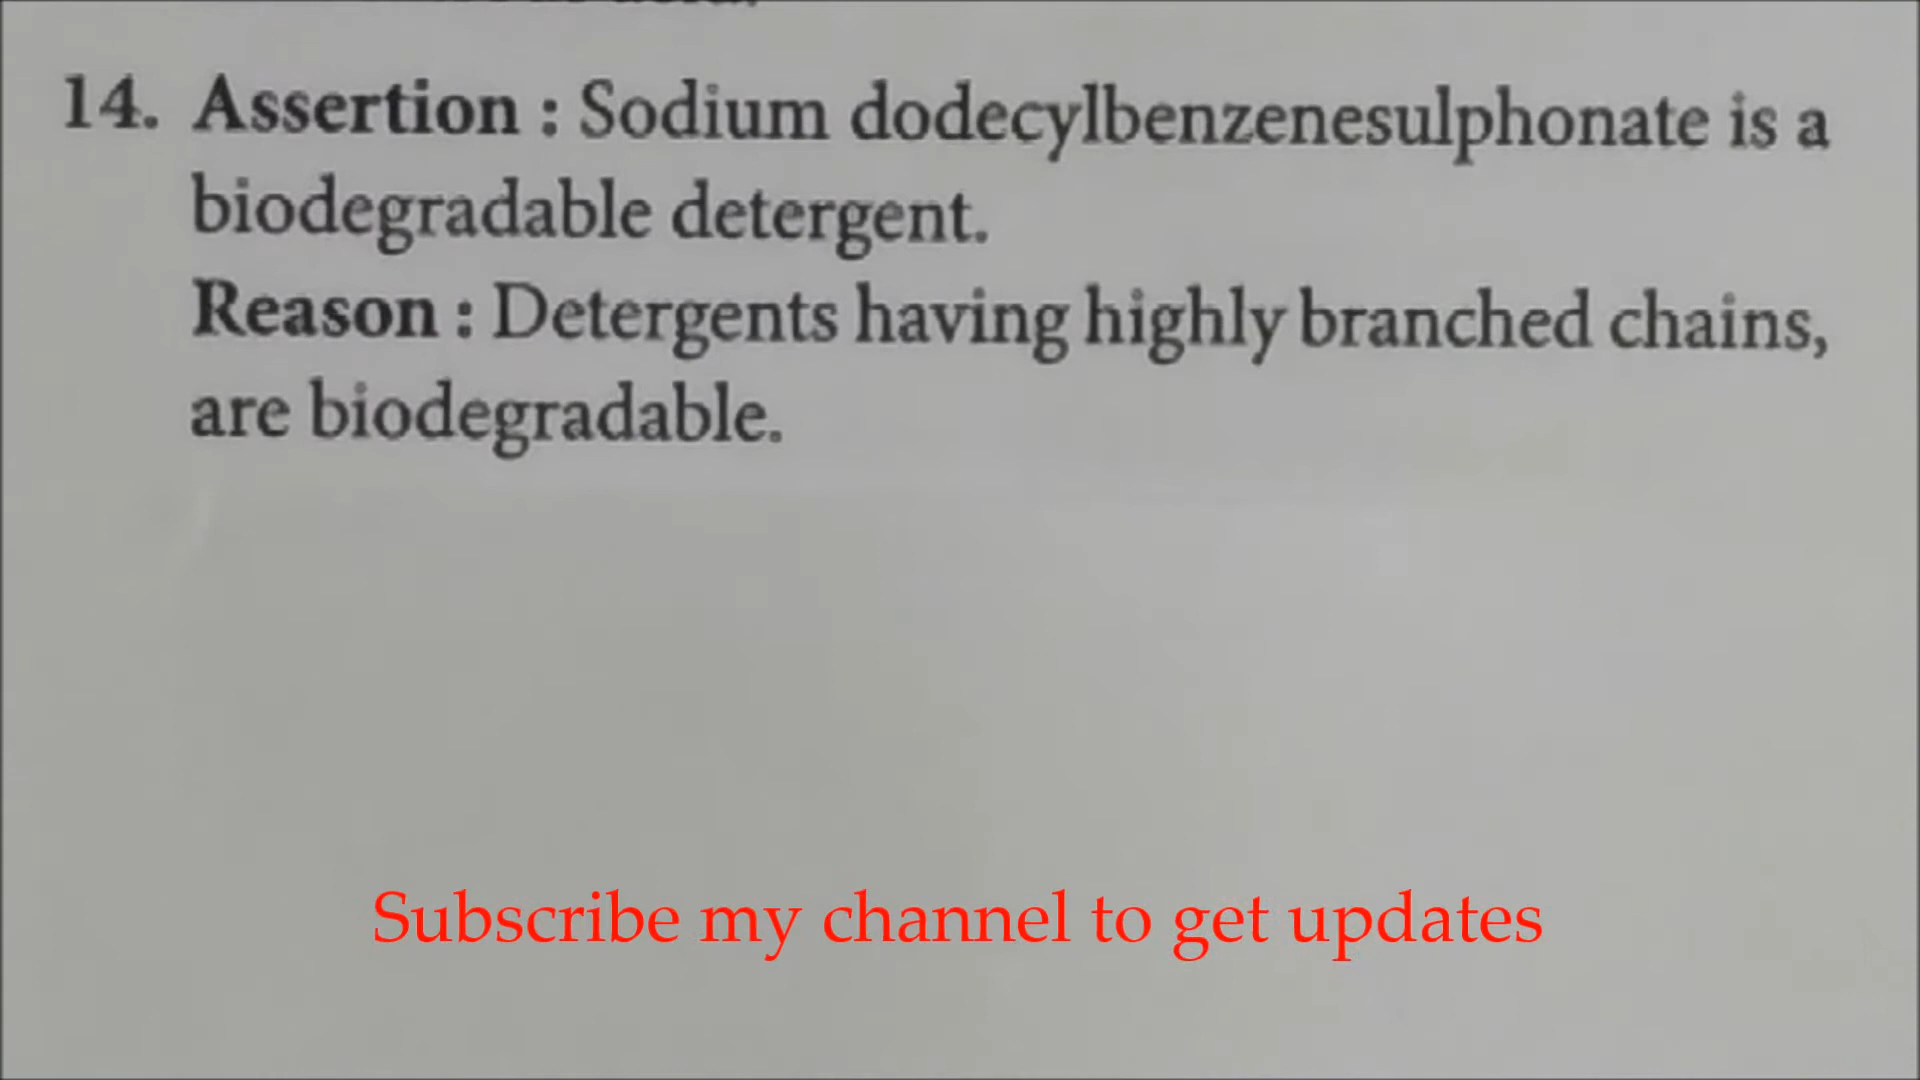 14. Assertion : Sodium dodecylbenzenesulphonate is a
biodegradable detergent.
Reason : Detergents having highly branched chains,
are biodegradable.
Subscribe my channel to get updates